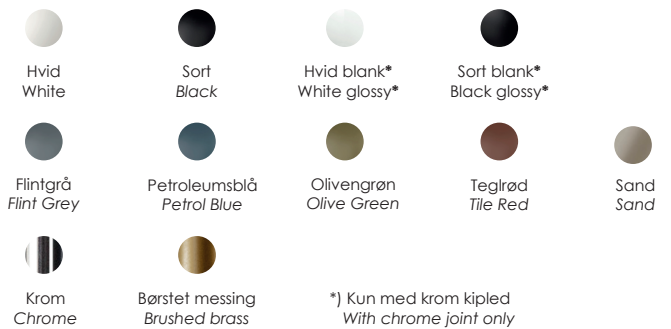 Hvid
White
Sort
Black
Hvid blank*
White glossy*
Sort blank*
Black glossy*
Flintgrå
Flint Grey
Petroleumsblå
Petrol Blue
Olivengrøn
Olive Green
Teglrød
Tile Red
Sand
Sand
Krom
Chrome
Børstet messing
Brushed brass
*) Kun med krom kipled
With chrome joint only